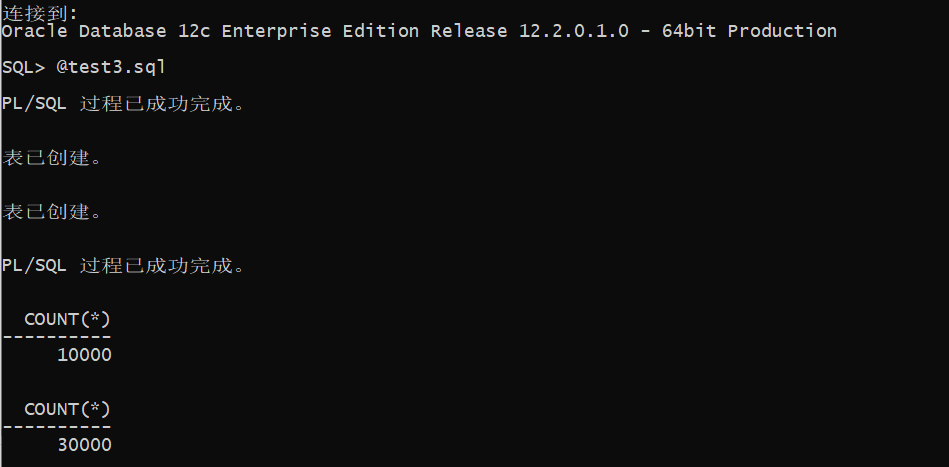 连接到:
Oracle Database 12c Enterprise Edition Release 12.2.0.1.0 - 64bit Production
SQL> @test3.sql
PL/SQL 过程已成功完成。
表已创建。
表已创建。
PL/SQL 过程已成功完成。
COUNT(*)
----------
10000
COUNT(*)
----------
30000